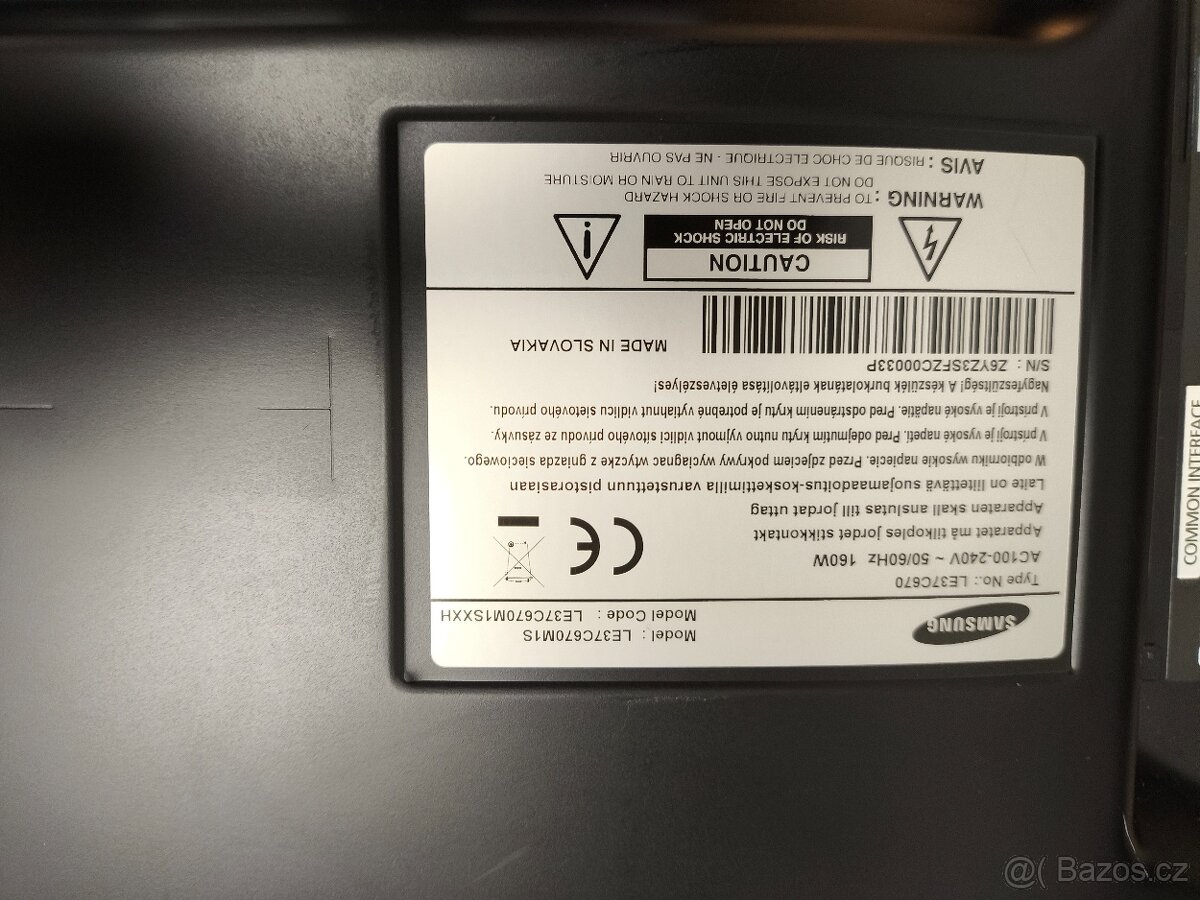 SAMSUNG
Model : LE37C670M1S
Model Code : LE37C670M1SXXH
Type No.: LE37C670
AC100-240V ~ 50/60Hz 160W
Apparatet må tilkoples jordet stikkontakt
Apparaten skall anslutas till jordat uttag
Laite on liitettävä suojamaadoitus-koskettimilla varustettuun pistorasiaan
W odbiorniku wysokie napiecie. Przed zdjeciem pokrywy wyciagnac wtyczke z gniazda sieciowego.
V prístroji je vysoké napetí. Pred odejmutím krytu nutno vyjmout sítového vidlici prívodu ze zásuvky.
V prístroji je vysoké napätie. Pred odstránením krytu je potrebné vytiahnut vidlicu sietového prívodu.
Nagyfeszültség! A készülék burkolatának eltávolitása életveszélyes!
S/N : Z6YZ3SFZC00033P
MADE IN SLOVAKIA
CAUTION
RISK OF ELECTRIC SHOCK
DO NOT OPEN
WARNING : TO PREVENT FIRE OR SHOCK HAZARD
DO NOT EXPOSE THIS UNIT TO RAIN OR MOISTURE
AVIS : RISQUE DE CHOC ELECTRIQUE - NE PAS OUVRIR
COMMON INTERFACE
@( Bazos.cz